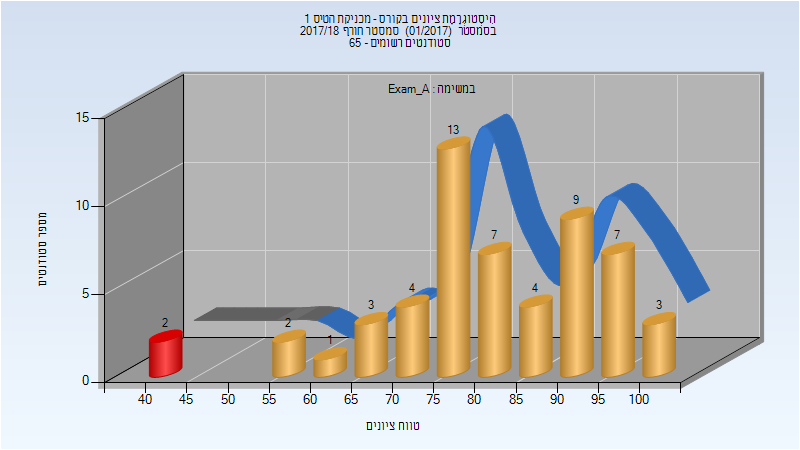 היסטוגרמת ציונים בקורס - מכניקת הטיס 1
בסמסטר (01/2017) סמסטר חורף 2017/18
סטודנטים רשומים - 65
במשימה : Exam_A
מספר סטודנטים
15
10
5
0
2
2
1
3
4
13
7
4
9
7
3
40 45 50 55 60 65 70 75 80 85 90 95 100
טווח ציונים